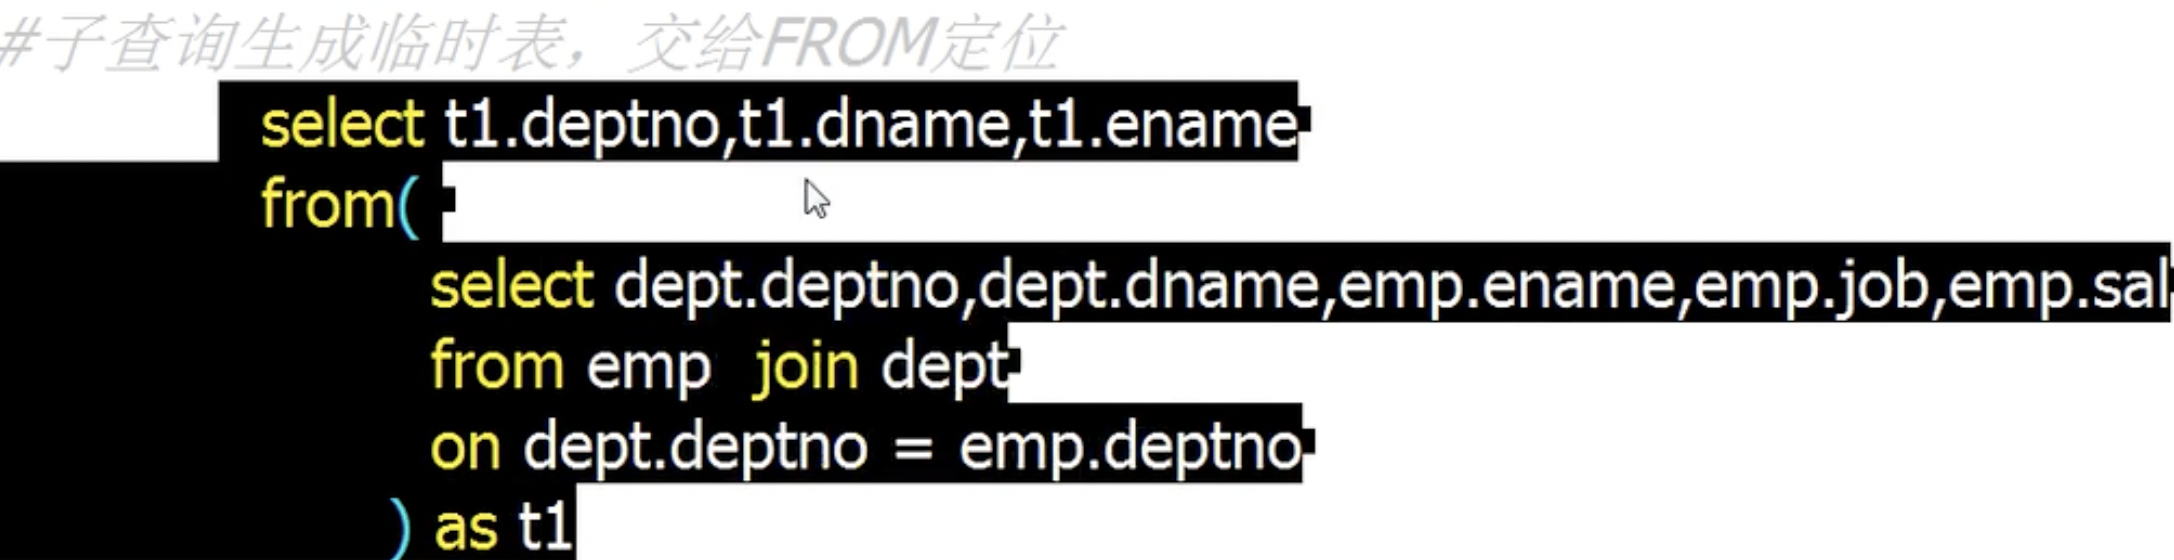 #子查询生成临时表，交给FROM定位
select t1.deptno,t1.dname,t1.ename
from(
select dept.deptno,dept.dname,emp.ename,emp.job,emp.sal
from emp  join dept
on dept.deptno = emp.deptno
) as t1